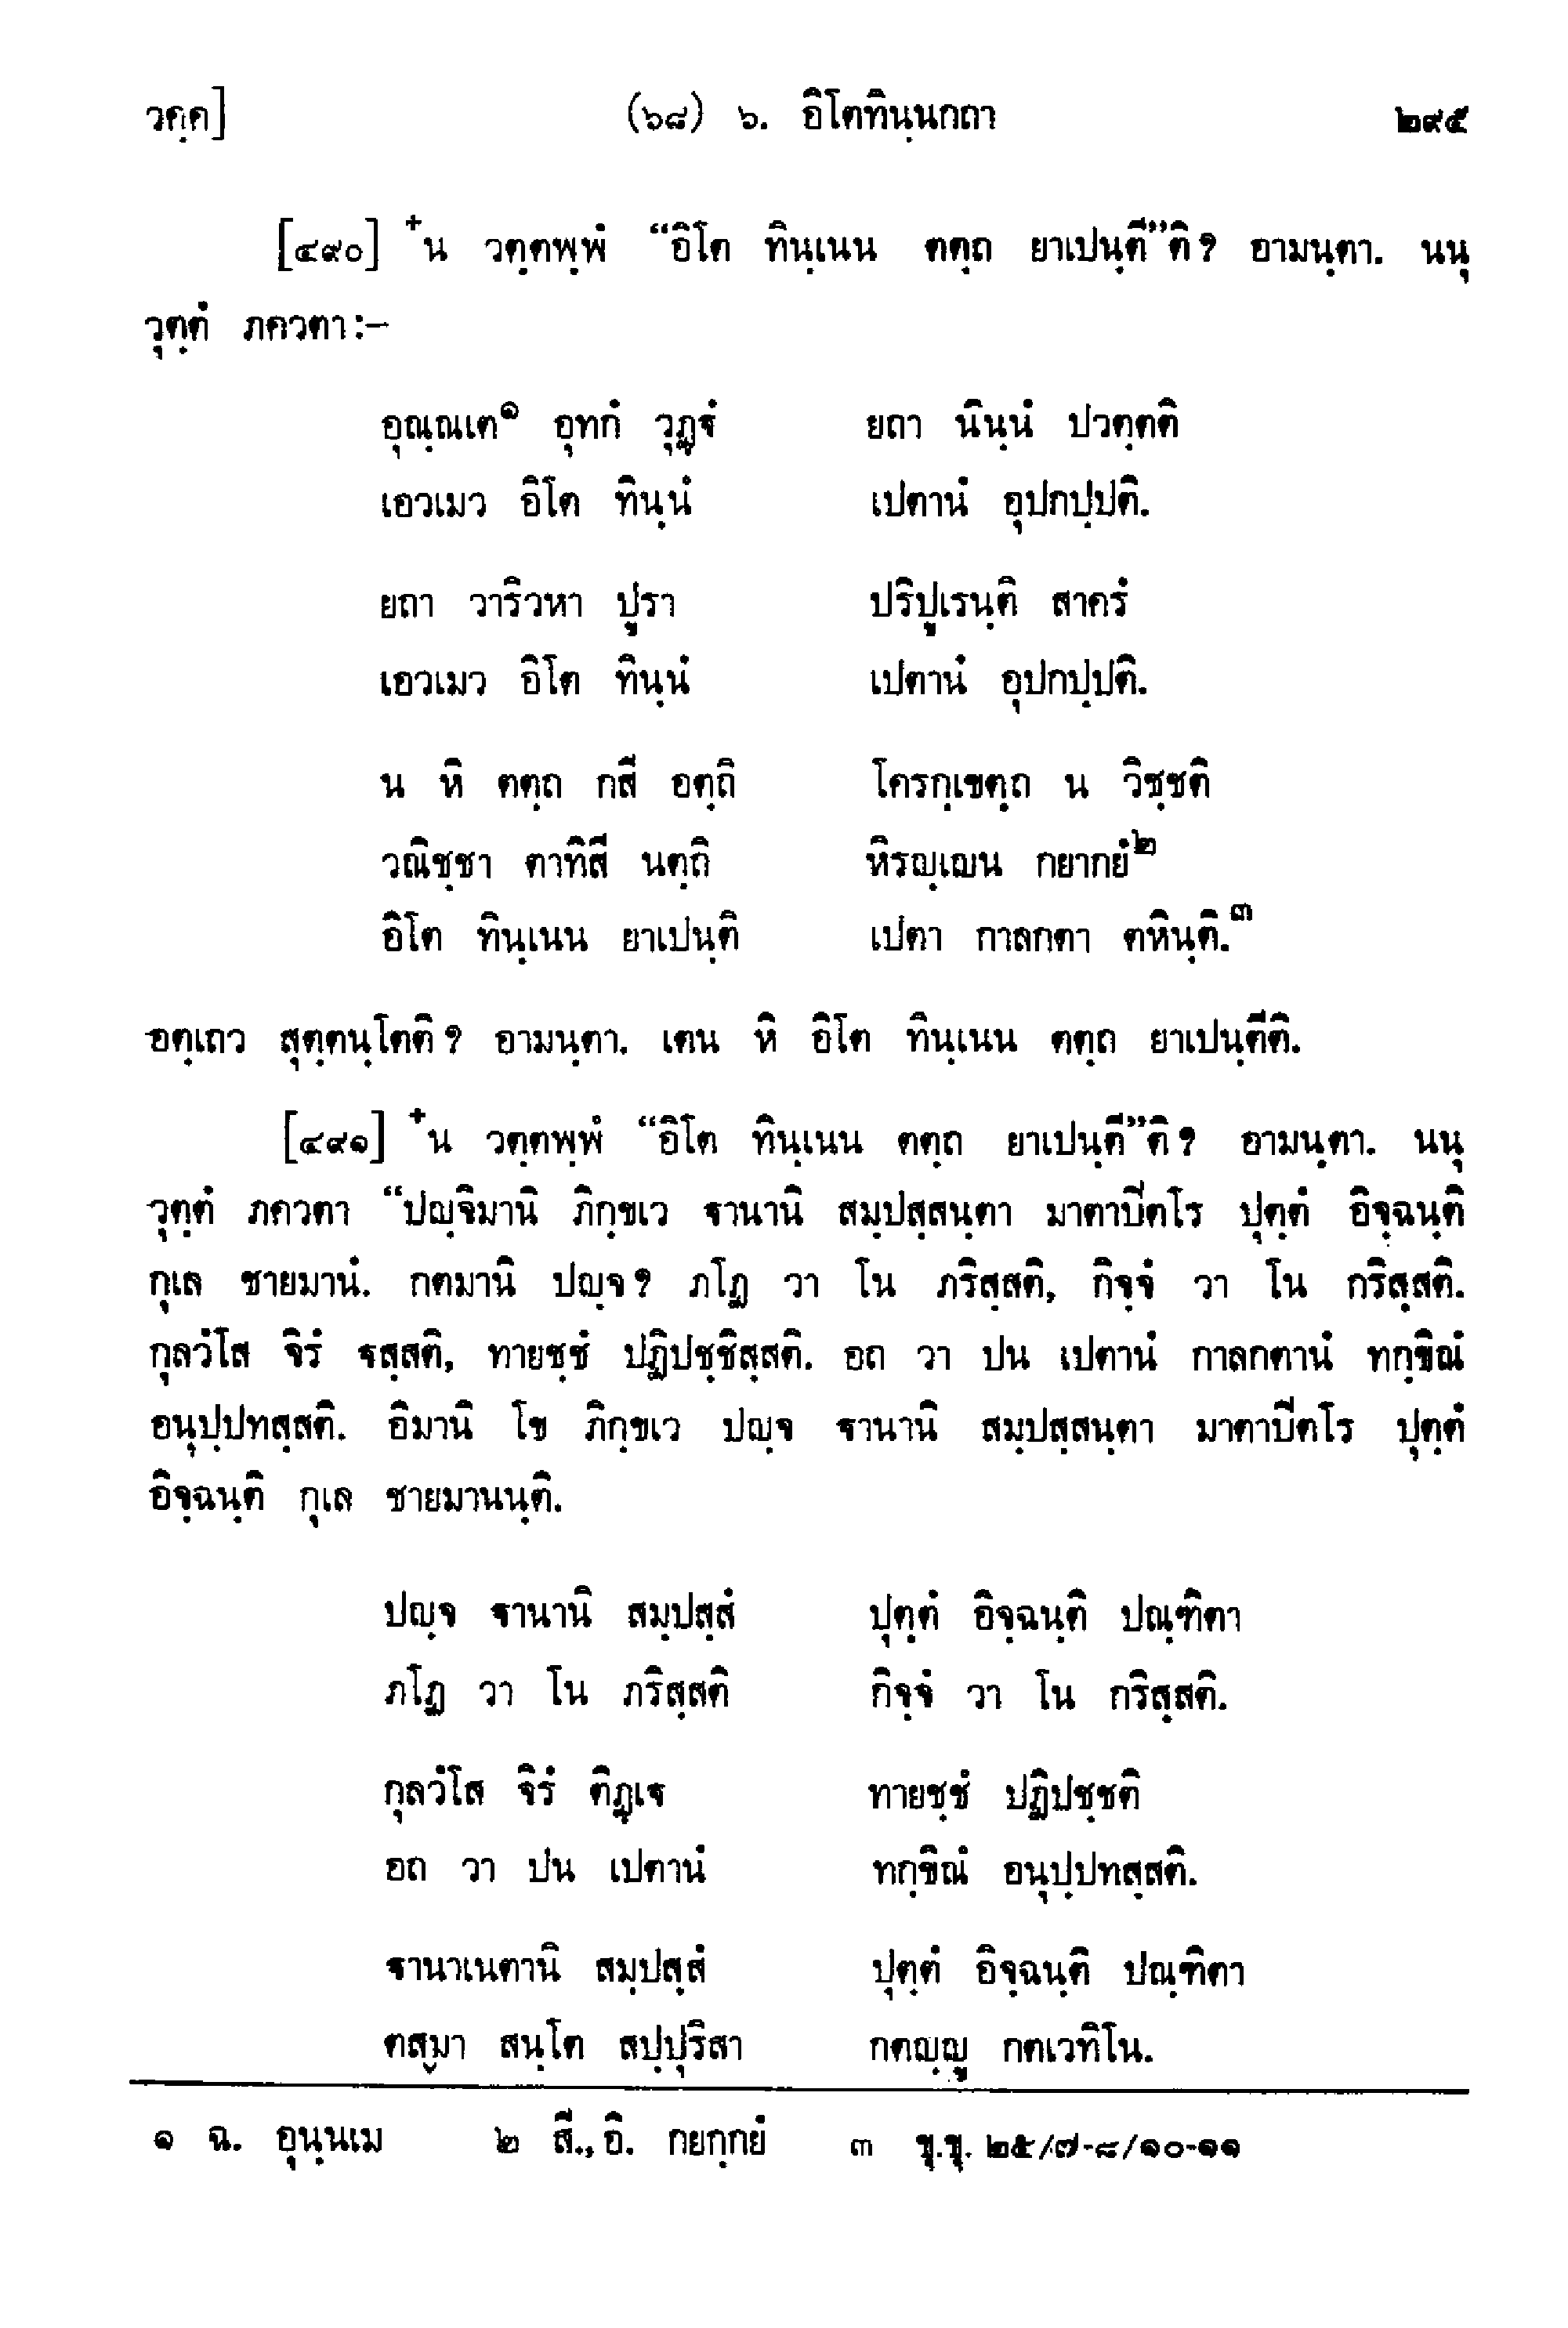 วคฺค] (๖๘) ๖. อิโตทินฺนกถา ๒๙๕
[๔๙๐] ⁺น วตฺตพฺพํ “อิโต ทินฺเนน ตตฺถ ยาเปนฺตี”ติ? อามนฺตา. นนุ
วุตฺตํ ภควตา :–
อุณฺณเต๑ อุทกํ วุฏฺฐํ ยถา นินฺนํ ปวตฺตติ
เอวเมว อิโต ทินฺนํ เปตานํ อุปกปฺปติ.
ยถา วาริวหา ปูรา ปริปูเรนฺติ สาครํ
เอวเมว อิโต ทินฺนํ เปตานํ อุปกปฺปติ.
น หิ ตตฺถ กสี อตฺถิ โครกฺเขตฺถ น วิชฺชติ
วณิชฺชา ตาทิสี นตฺถิ หิรญฺเญน กยากยํ๒
อิโต ทินฺเนน ยาเปนฺติ เปตา กาลกตา ตหินฺติ.๓
อตฺเถว สุตฺตนฺโตติ? อามนฺตา. เตน หิ อิโต ทินฺเนน ตตฺถ ยาเปนฺตีติ.
[๔๙๑] ⁺น วตฺตพฺพํ “อิโต ทินฺเนน ตตฺถ ยาเปนฺตี”ติ? อามนฺตา. นนุ
วุตฺตํ ภควตา “ปญฺจิมานิ ภิกฺขเว ฐานานิ สมฺปสฺสนฺตา มาตาปีตโร ปุตฺตํ อิจฺฉนฺติ
กุเล ชายมานํ. กตมานิ ปญฺจ? ภโฏ วา โน ภริสฺสติ, กิจฺจํ วา โน กริสฺสติ.
กุลวํโส จิรํ ฐสฺสติ, ทายชฺชํ ปฏิปชฺชิสฺสติ. อถ วา ปน เปตานํ กาลกตานํ ทกฺขิณํ
อนุปฺปทสฺสติ. อิมานิ โข ภิกฺขเว ปญฺจ ฐานานิ สมฺปสฺสนฺตา มาตาปีตโร ปุตฺตํ
อิจฺฉนฺติ กุเล ชายมานนฺติ.
ปญฺจ ฐานานิ สมฺปสฺสํ ปุตฺตํ อิจฺฉนฺติ ปณฺฑิตา
ภโฏ วา โน ภริสฺสติ กิจฺจํ วา โน กริสฺสติ.
กุลวํโส จิรํ ติฏฺเฐ ทายชฺชํ ปฏิปชฺชติ
อถ วา ปน เปตานํ ทกฺขิณํ อนุปฺปทสฺสติ.
ฐานาเนตานิ สมฺปสฺสํ ปุตฺตํ อิจฺฉนฺติ ปณฺฑิตา
ตสฺมา สนฺโต สปฺปุริสา กตญฺญู กตเวทิโน.
๑ ฉ. อุนฺนเม ๒ สี., อิ. กยกฺกยํ ๓ ขุ.ขุ. ๒๕/๗-๘/๑๐-๑๑